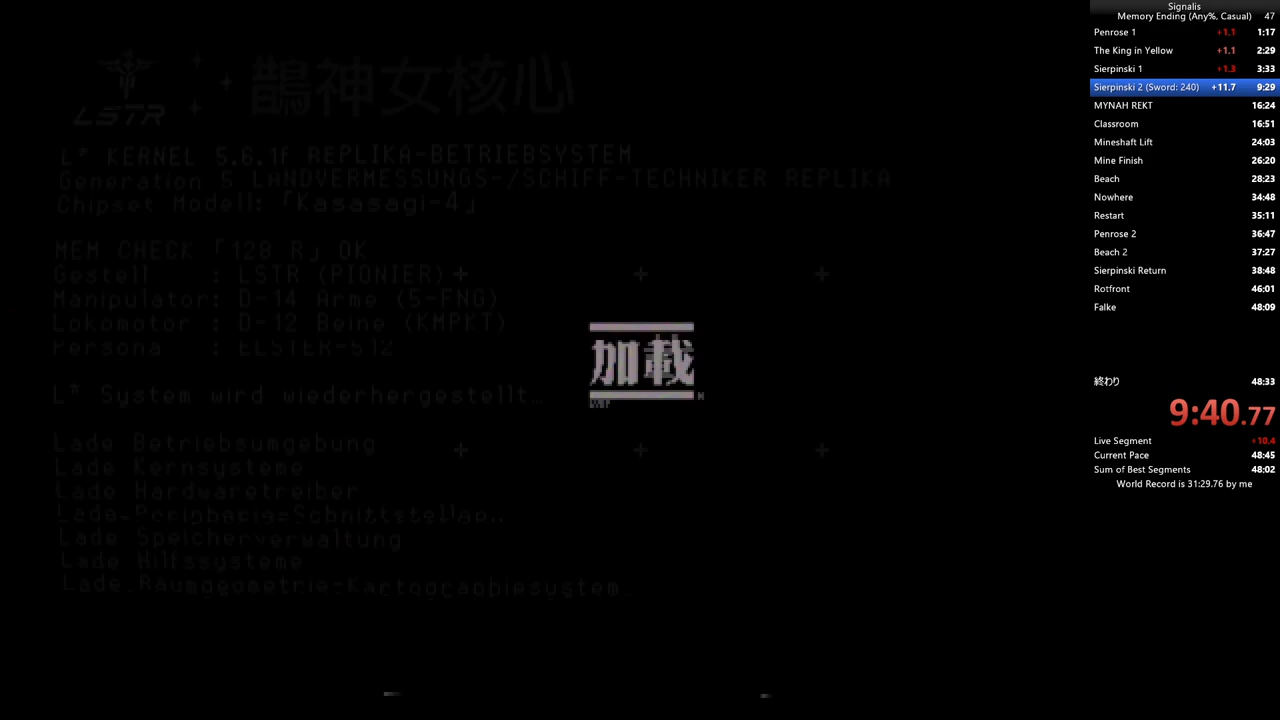 LSTR
鵲神女核心
L* KERNEL 5.6.1f REPLIKA-BETRIEBSYSTEM
Generation 5 LANDVERMESSUNGS-/SCHIFF-TECHNIKER REPLIKA
Chipset Modell:「Kasasagi-4」
MEM CHECK「128 R」OK
Gestell : LSTR (PIONIER)
Manipulator: D-14 Arme (5-FNG)
Lokomotor : D-12 Beine (KMPKT)
Persona : ELSTER-512
L* System wird wiederhergestellt…
Lade Betriebsumgebung
Lade Kernsysteme
Lade Hardwaretreiber
Lade Peripherie-Schnittstellen
Lade Speicherverwaltung
Lade Hilfssysteme
Lade Raumgeometrie-Kartographiesystem
加載
Signalis
Memory Ending (Any%, Casual) 47
Penrose 1 +1.1 1:17
The King in Yellow +1.1 2:29
Sierpinski 1 +1.3 3:33
Sierpinski 2 (Sword: 240) +11.7 9:29
MYNAH REKT 16:24
Classroom 16:51
Mineshaft Lift 24:03
Mine Finish 26:20
Beach 28:23
Nowhere 34:48
Restart 35:11
Penrose 2 36:47
Beach 2 37:27
Sierpinski Return 38:48
Rotfront 46:01
Falke 48:09
終わり 48:33
9:40.77
Live Segment +10.4
Current Pace 48:45
Sum of Best Segments 48:02
World Record is 31:29.76 by me